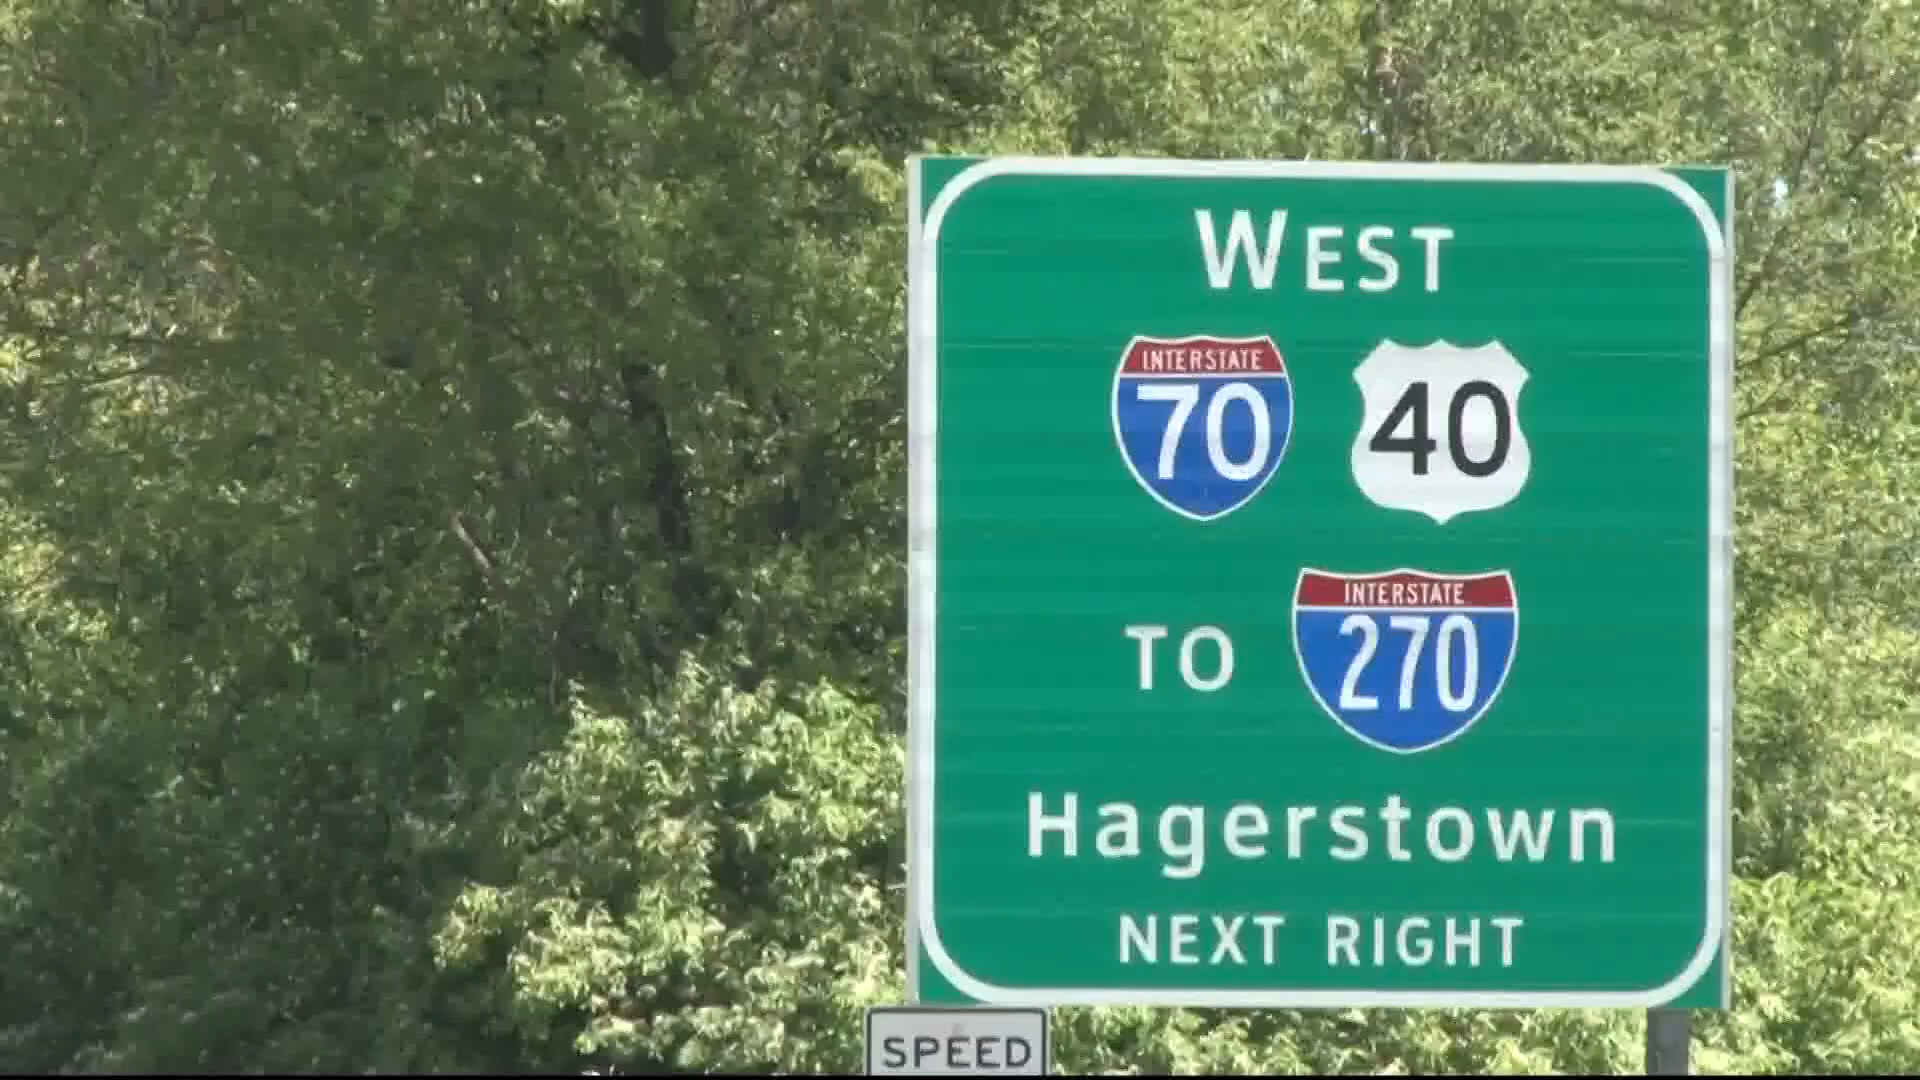 WEST
INTERSTATE
70
40
TO
INTERSTATE
270
Hagerstown
NEXT RIGHT
SPEED